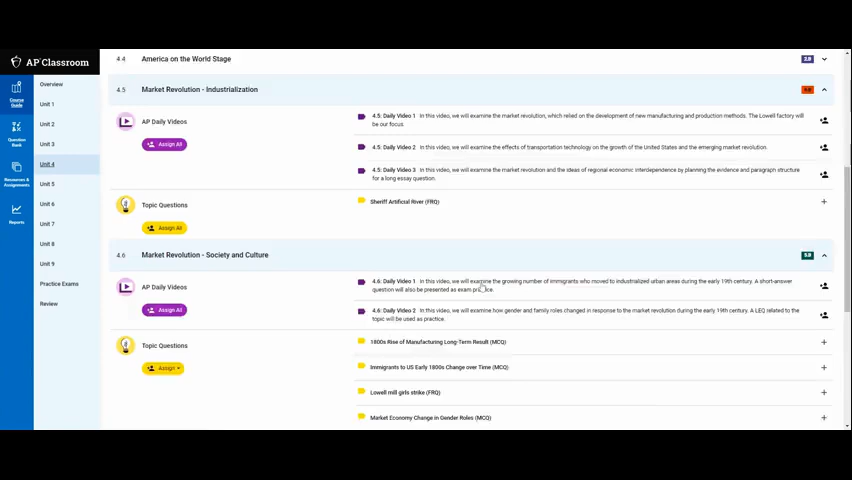 4.4 America on the World Stage 2.B
AP Classroom
Overview
Course
Guide
Unit 1
Unit 2
Question
Bank
Unit 3
Unit 4
Resources &
Assignments
Unit 5
Unit 6
Reports
Unit 7
Unit 8
Unit 9
Practice Exams
Review
4.5 Market Revolution - Industrialization
AP Daily Videos
Assign All
4.5: Daily Video 1 In this video, we will examine the market revolution, which relied on the development of new manufacturing and production methods. The Lowell factory will
be our focus.
4.5: Daily Video 2 In this video, we will examine the effects of transportation technology on the growth of the United States and the emerging market revolution.
4.5: Daily Video 3 In this video, we will examine the market revolution and the ideas of regional economic interdependence by planning the evidence and paragraph structure
for a long essay question.
Topic Questions
Assign All
Sheriff Artificial River (FRQ)
4.6 Market Revolution - Society and Culture
AP Daily Videos
Assign All
4.6: Daily Video 1 In this video, we will examine the growing number of immigrants who moved to industrialized urban areas during the early 19th century. A short-answer
question will also be presented as exam practice.
4.6: Daily Video 2 In this video, we will examine how gender and family roles changed in response to the market revolution during the early 19th century. A LEQ related to the
topic will be used as practice.
Topic Questions
Assign
1800s Rise of Manufacturing Long-Term Result (MCQ)
Immigrants to US Early 1800s Change over Time (MCQ)
Lowell mill girls strike (FRQ)
Market Economy Change in Gender Roles (MCQ)